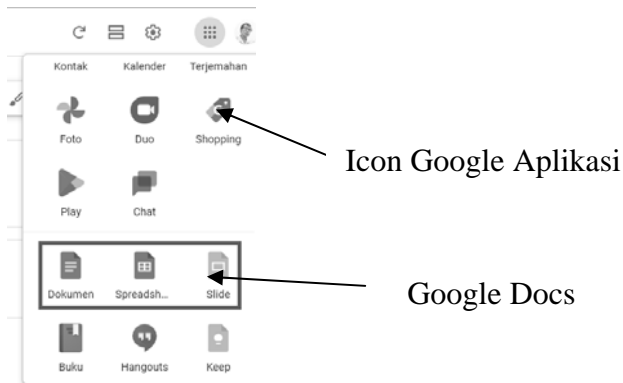 Kontak Kalender Terjemahan
Foto Duo Shopping
Icon Google Aplikasi
Play Chat
Dokumen Spreadsh... Slide
Google Docs
Buku Hangouts Keep